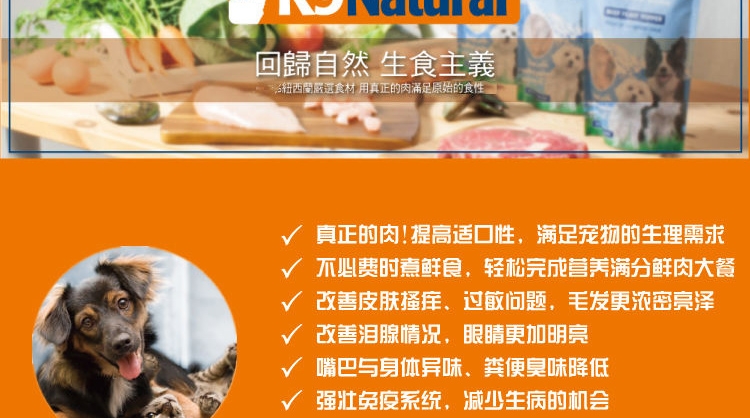 K9Natural
回歸自然 生食主義
紐西蘭嚴選食材 用真正的肉滿足原始的食性
✓ 真正的肉!提高适口性，满足宠物的生理需求
✓ 不必费时煮鲜食，轻松完成营养满分鲜肉大餐
✓ 改善皮肤搔痒、过敏问题，毛发更浓密亮泽
✓ 改善泪腺情况，眼睛更加明亮
✓ 嘴巴与身体异味、粪便臭味降低
✓ 强壮免疫系统，减少生病的机会